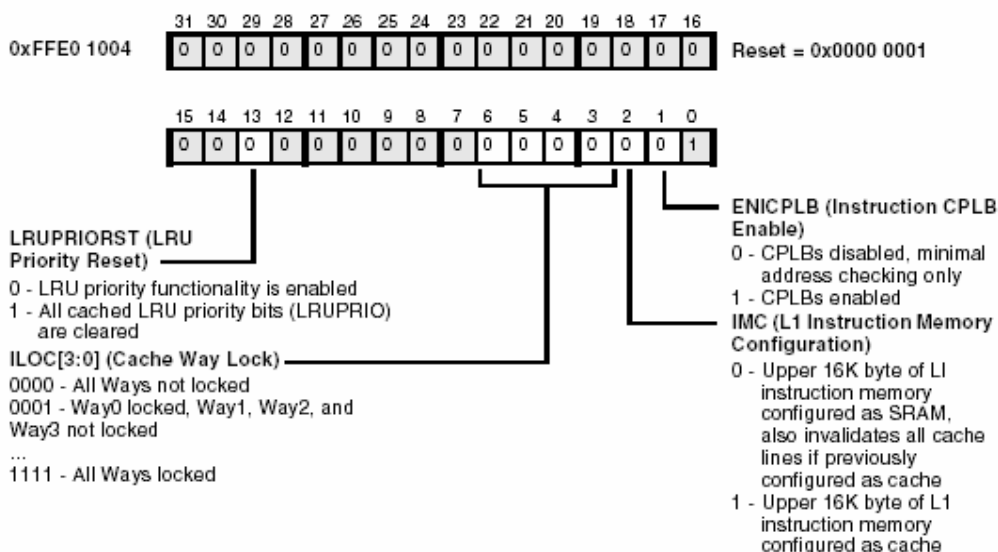 31 30 29 28 27 26 25 24 23 22 21 20 19 18 17 16
0xFFE0 1004
0 0 0 0 0 0 0 0 0 0 0 0 0 0 0 0
Reset = 0x0000 0001
15 14 13 12 11 10 9 8 7 6 5 4 3 2 1 0
0 0 0 0 0 0 0 0 0 0 0 0 0 0 0 1
LRUPRIORST (LRU
Priority Reset)
0 - LRU priority functionality is enabled
1 - All cached LRU priority bits (LRUPRIO)
are cleared
ILOC[3:0] (Cache Way Lock)
0000 - All Ways not locked
0001 - Way0 locked, Way1, Way2, and
Way3 not locked
...
1111 - All Ways locked
ENICPLB (Instruction CPLB
Enable)
0 - CPLBs disabled, minimal
address checking only
1 - CPLBs enabled
IMC (L1 Instruction Memory
Configuration)
0 - Upper 16K byte of LI
instruction memory
configured as SRAM,
also invalidates all cache
lines if previously
configured as cache
1 - Upper 16K byte of L1
instruction memory
configured as cache